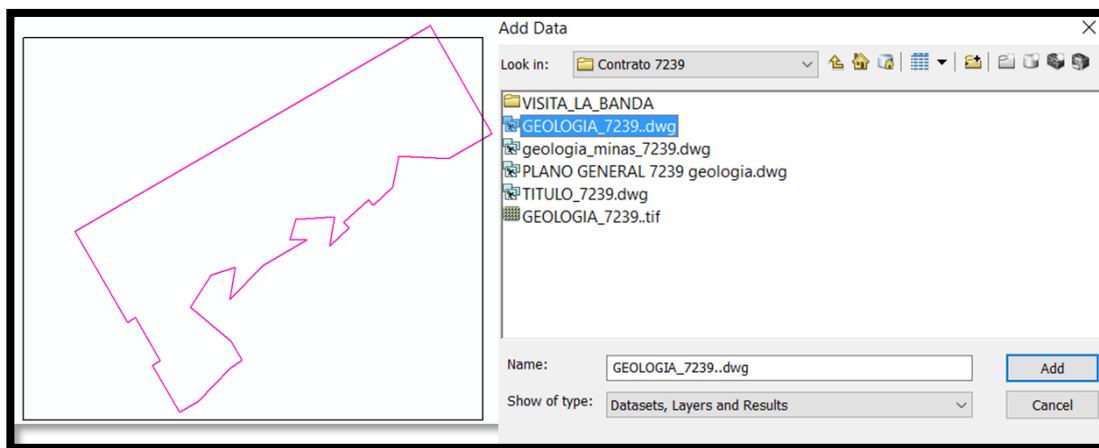 Add Data
Look in: Contrato 7239
VISITA_LA_BANDA
GEOLOGIA_7239..dwg
geologia_minas_7239.dwg
PLANO GENERAL 7239 geologia.dwg
TITULO_7239.dwg
GEOLOGIA_7239..tif
Name: GEOLOGIA_7239..dwg Add
Show of type: Datasets, Layers and Results Cancel